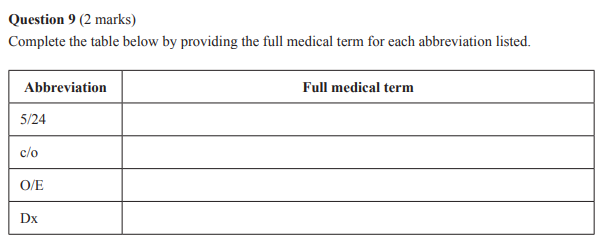 Question 9 (2 marks)
Complete the table below by providing the full medical term for each abbreviation listed.
Abbreviation Full medical term
5/24
c/o
O/E
Dx